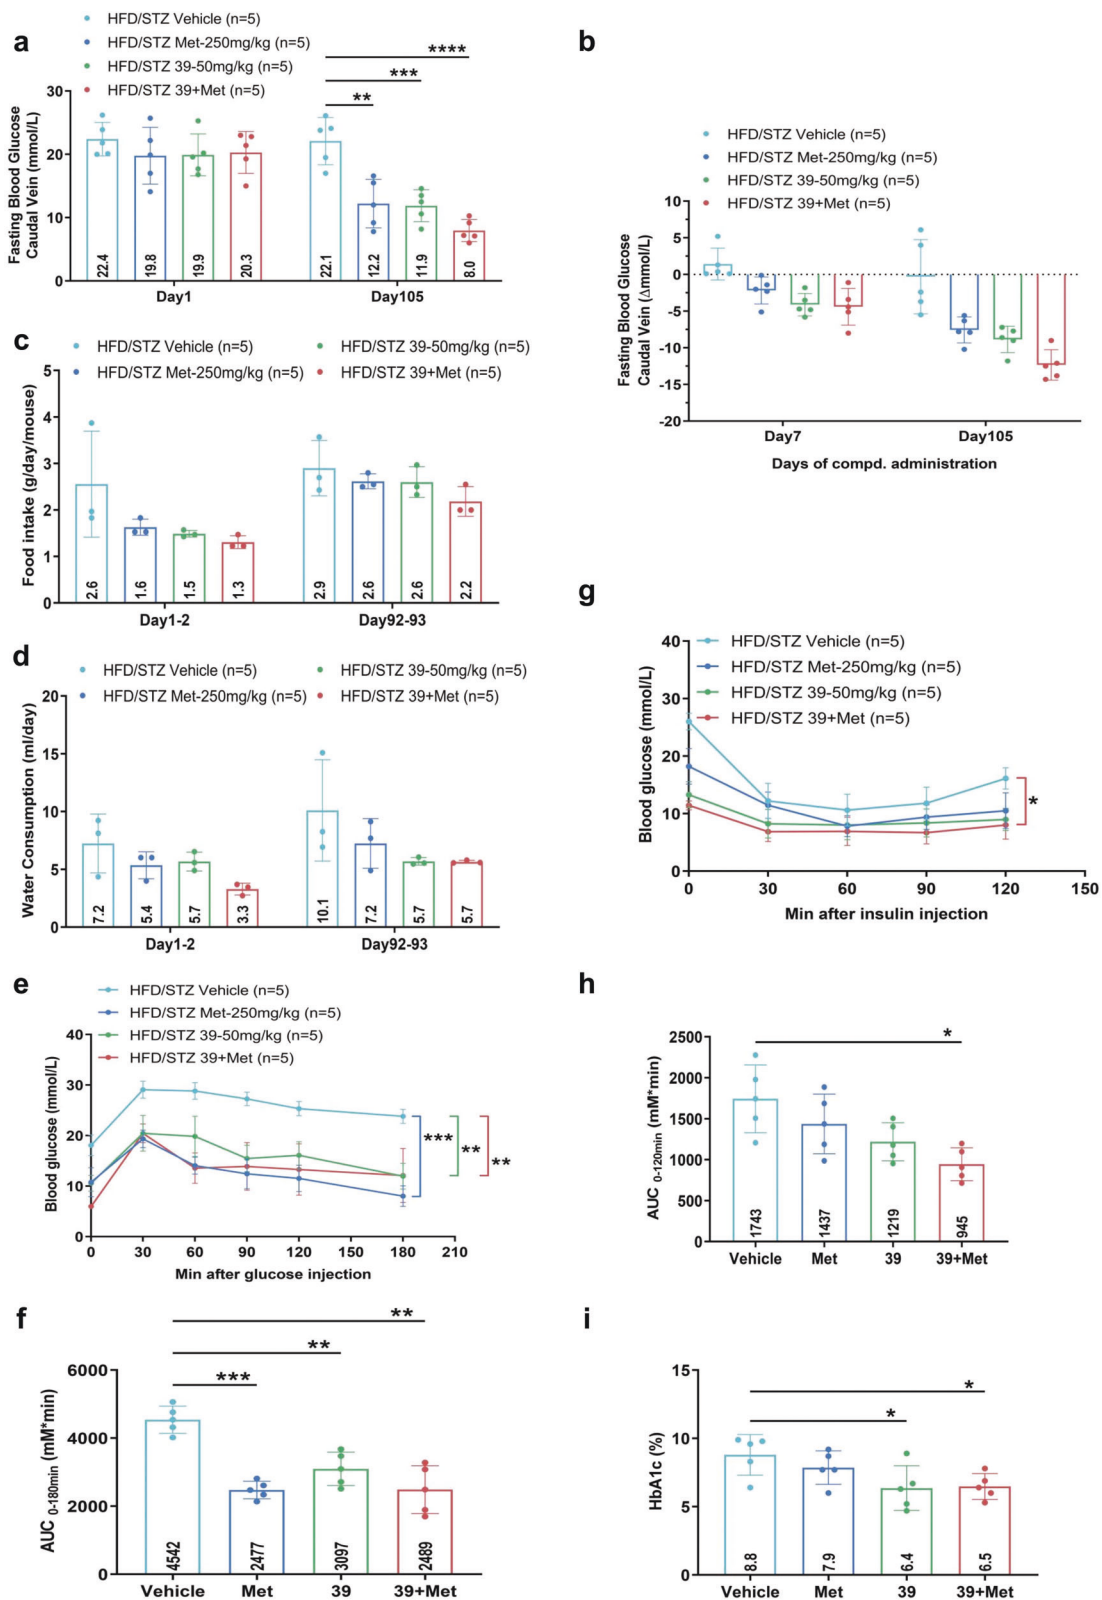 a
HFD/STZ Vehicle (n=5)
HFD/STZ Met-250mg/kg (n=5)
HFD/STZ 39-50mg/kg (n=5)
HFD/STZ 39+Met (n=5)
****
***
**
Fasting Blood Glucose
Caudal Vein (mmol/L)
30
20
10
0
22.4
19.8
19.9
20.3
22.1
12.2
11.9
8.0
Day1
Day105
b
HFD/STZ Vehicle (n=5)
HFD/STZ Met-250mg/kg (n=5)
HFD/STZ 39-50mg/kg (n=5)
HFD/STZ 39+Met (n=5)
Fasting Blood Glucose
Caudal Vein (Δmmol/L)
10
5
0
-5
-10
-15
-20
Day7
Day105
Days of compd. administration
c
HFD/STZ Vehicle (n=5)
HFD/STZ 39-50mg/kg (n=5)
HFD/STZ Met-250mg/kg (n=5)
HFD/STZ 39+Met (n=5)
Food intake (g/day/mouse)
5
4
3
2
1
0
2.6
1.6
1.5
1.3
2.9
2.6
2.6
2.2
Day1-2
Day92-93
d
HFD/STZ Vehicle (n=5)
HFD/STZ 39-50mg/kg (n=5)
HFD/STZ Met-250mg/kg (n=5)
HFD/STZ 39+Met (n=5)
Water Consumption (ml/day)
20
15
10
5
0
7.2
5.4
5.7
3.3
10.1
7.2
5.7
5.7
Day1-2
Day92-93
g
HFD/STZ Vehicle (n=5)
HFD/STZ Met-250mg/kg (n=5)
HFD/STZ 39-50mg/kg (n=5)
HFD/STZ 39+Met (n=5)
Blood glucose (mmol/L)
40
30
20
10
0
*
0
30
60
90
120
150
Min after insulin injection
e
HFD/STZ Vehicle (n=5)
HFD/STZ Met-250mg/kg (n=5)
HFD/STZ 39-50mg/kg (n=5)
HFD/STZ 39+Met (n=5)
Blood glucose (mmol/L)
40
30
20
10
0
***
**
**
0
30
60
90
120
150
180
210
Min after glucose injection
h
AUC 0-120min (mM*min)
2500
2000
1500
1000
500
0
*
1743
1437
1219
945
Vehicle
Met
39
39+Met
f
**
**
***
AUC 0-180min (mM*min)
6000
4000
2000
0
4542
2477
3097
2489
Vehicle
Met
39
39+Met
i
HbA1c (%)
15
10
5
0
*
*
8.8
7.9
6.4
6.5
Vehicle
Met
39
39+Met